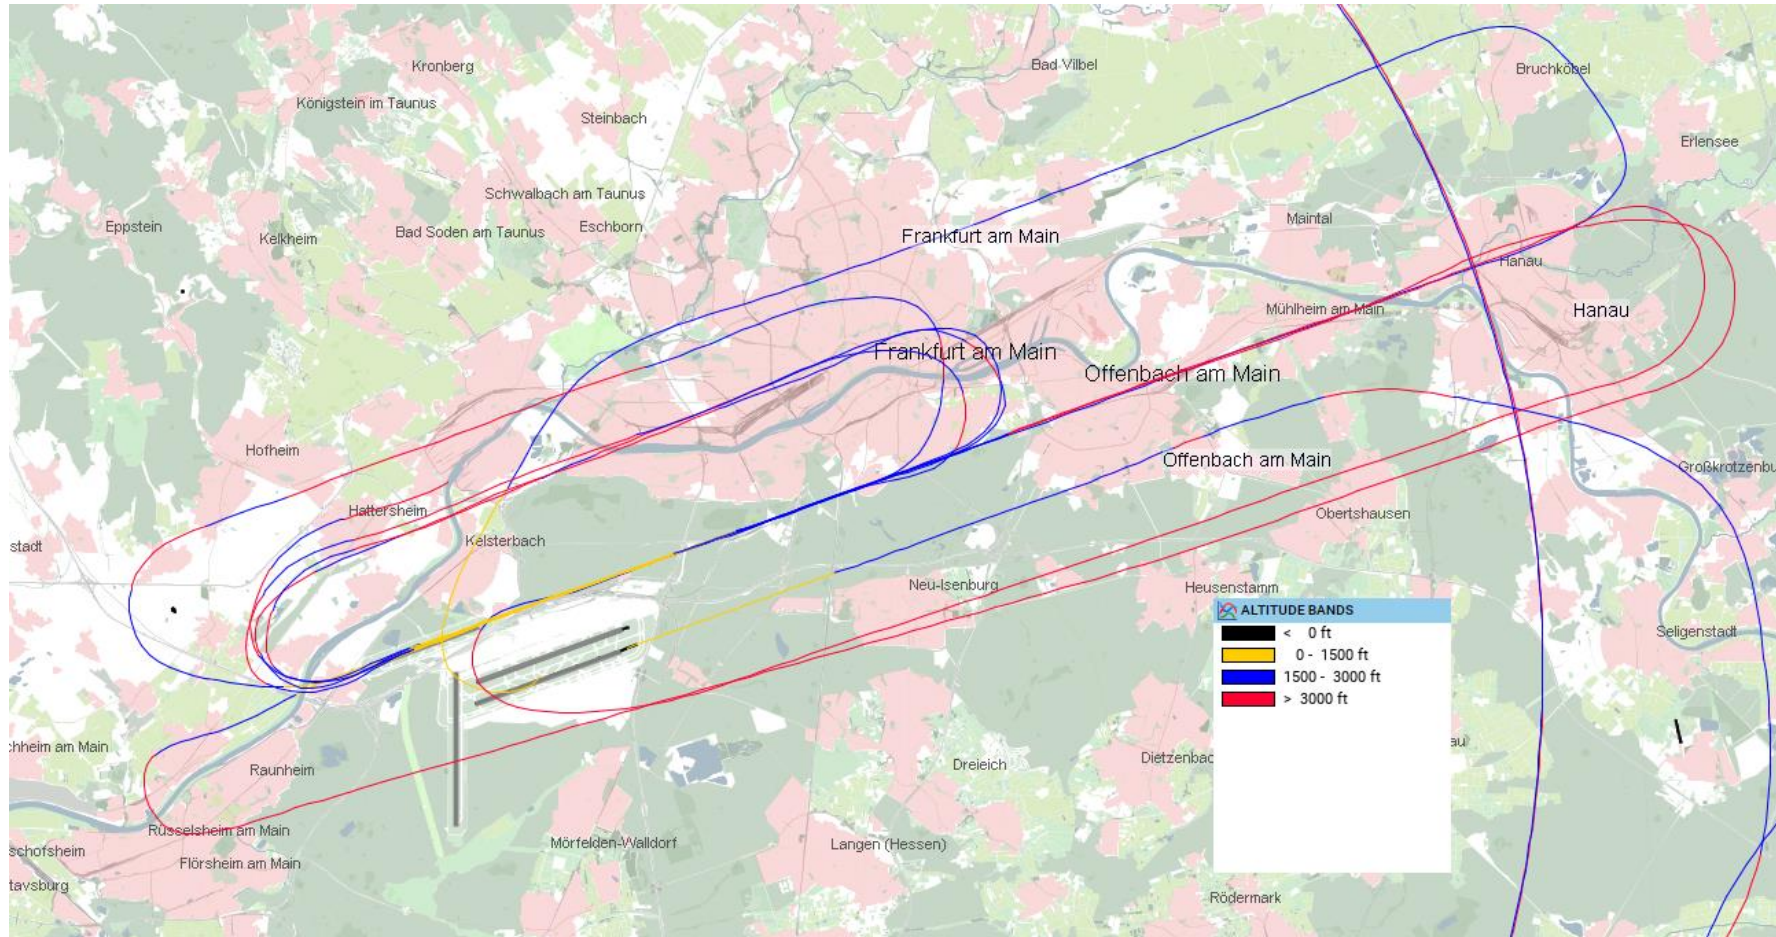 Kronberg
Bad Vilbel
Bruchköbel
Königstein im Taunus
Steinbach
Erlensee
Schwalbach am Taunus
Eppstein
Kelkheim
Bad Soden am Taunus
Eschborn
Maintal
Frankfurt am Main
Hanau
Mühlheim am Main
Hanau
Frankfurt am Main
Offenbach am Main
Hofheim
Offenbach am Main
Großkrotzenbu
Hattersheim
Obertshausen
Kelsterbach
stadt
Neu-Isenburg
Heusenstamm
ALTITUDE BANDS
< 0 ft
0 - 1500 ft
1500 - 3000 ft
> 3000 ft
Seligenstadt
chheim am Main
au
Raunheim
Dreieich
Dietzenbac
Rüsselsheim am Main
schofsheim
Flörsheim am Main
Mörfelden-Walldorf
Langen (Hessen)
tavsburg
Rödermark